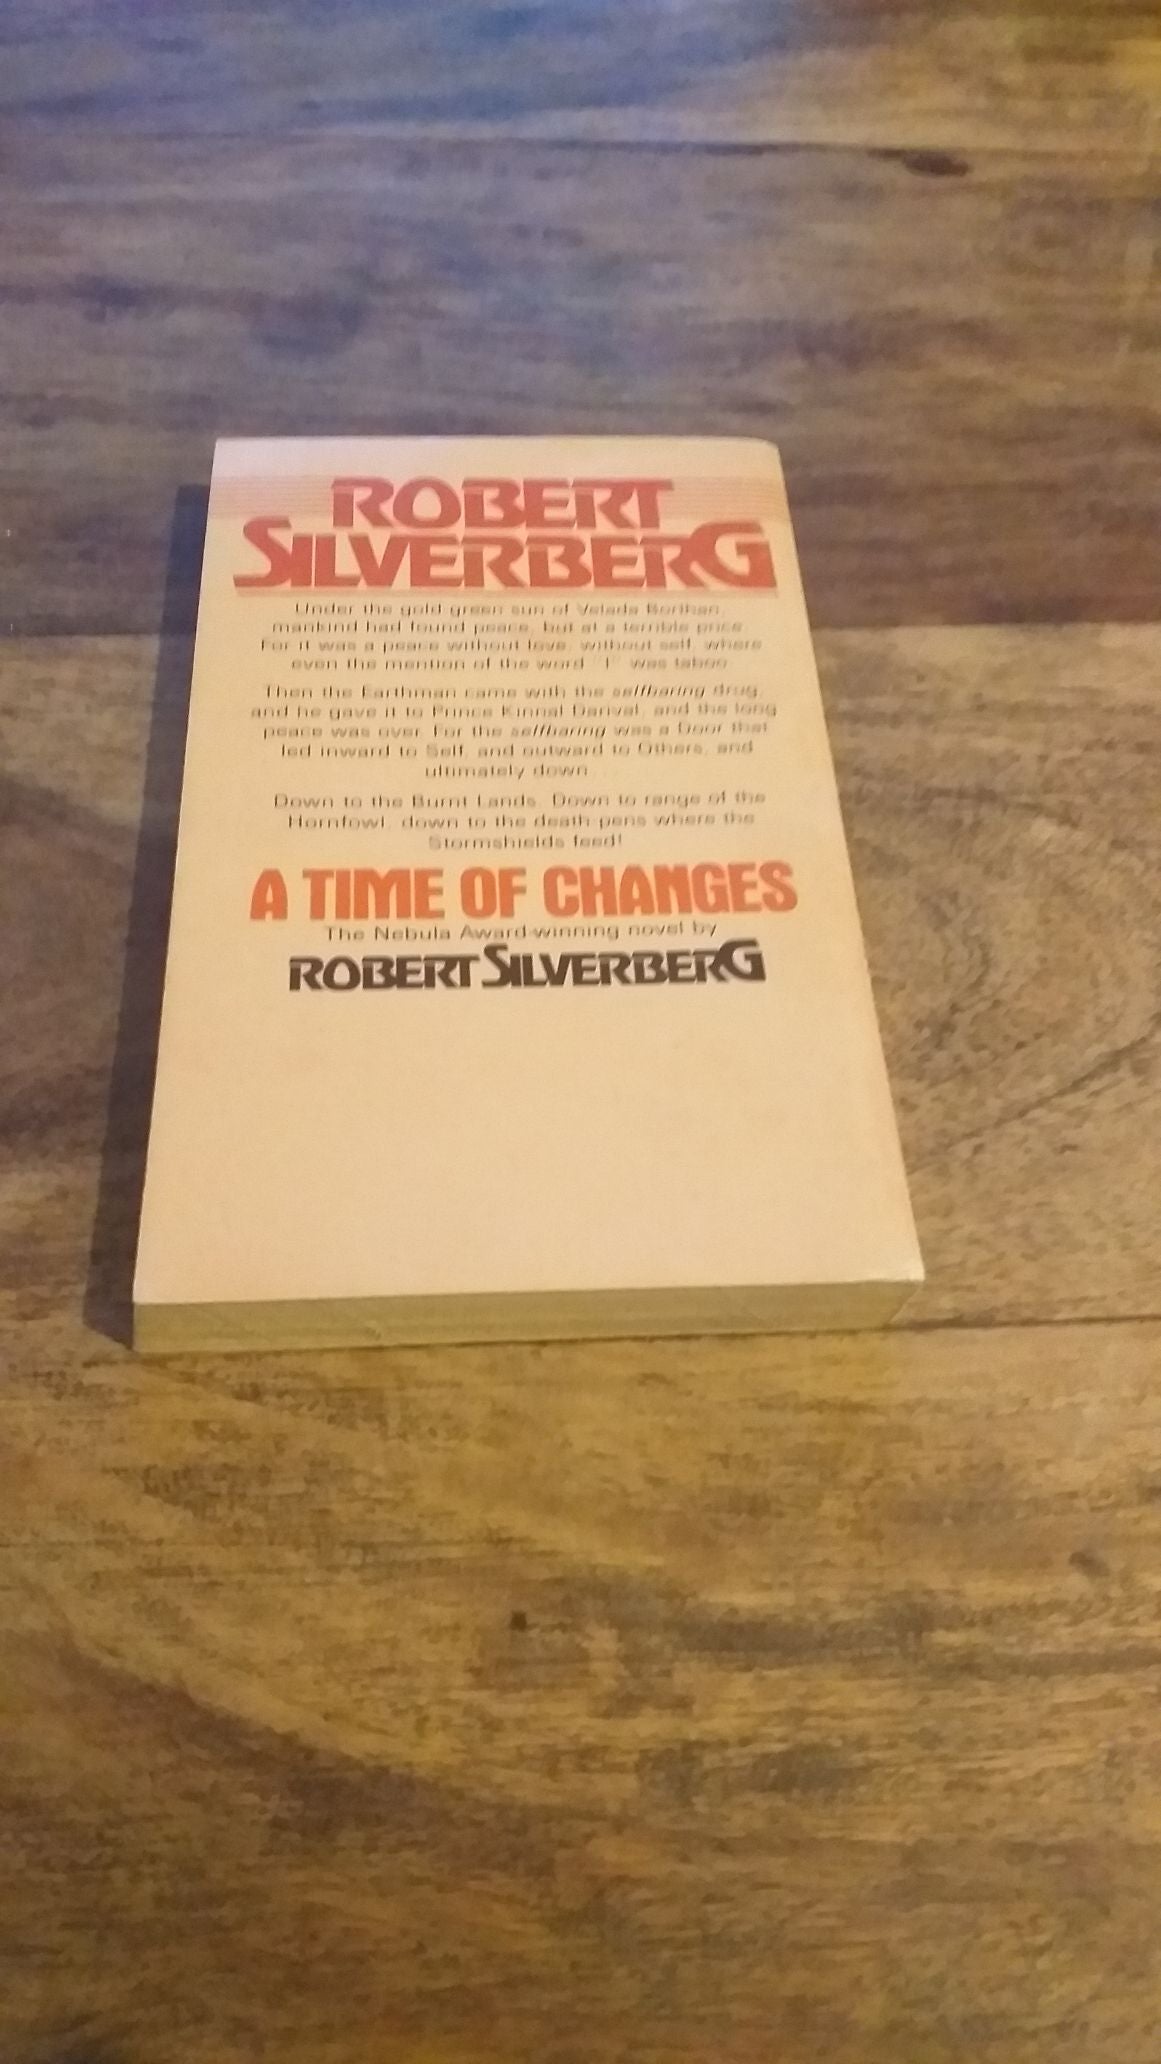 ROBERT
SILVERBERG
Under the gold green sun of Velada Borthan,
mankind had found peace, but at a terrible price.
For it was a peace without love, without self, where
even the mention of the word "I" was taboo.
Then the Earthman came with the selfbaring drug,
and he gave it to Prince Kinnal Darival, and the long
peace was over. For the selfbaring was a Door that
led inward to Self, and outward to Others, and
ultimately down . . .
Down to the Burnt Lands. Down to range of the
Hornfowl, down to the death pens where the
Stormshields feed!
A TIME OF CHANGES
The Nebula Award-winning novel by
ROBERT SILVERBERG